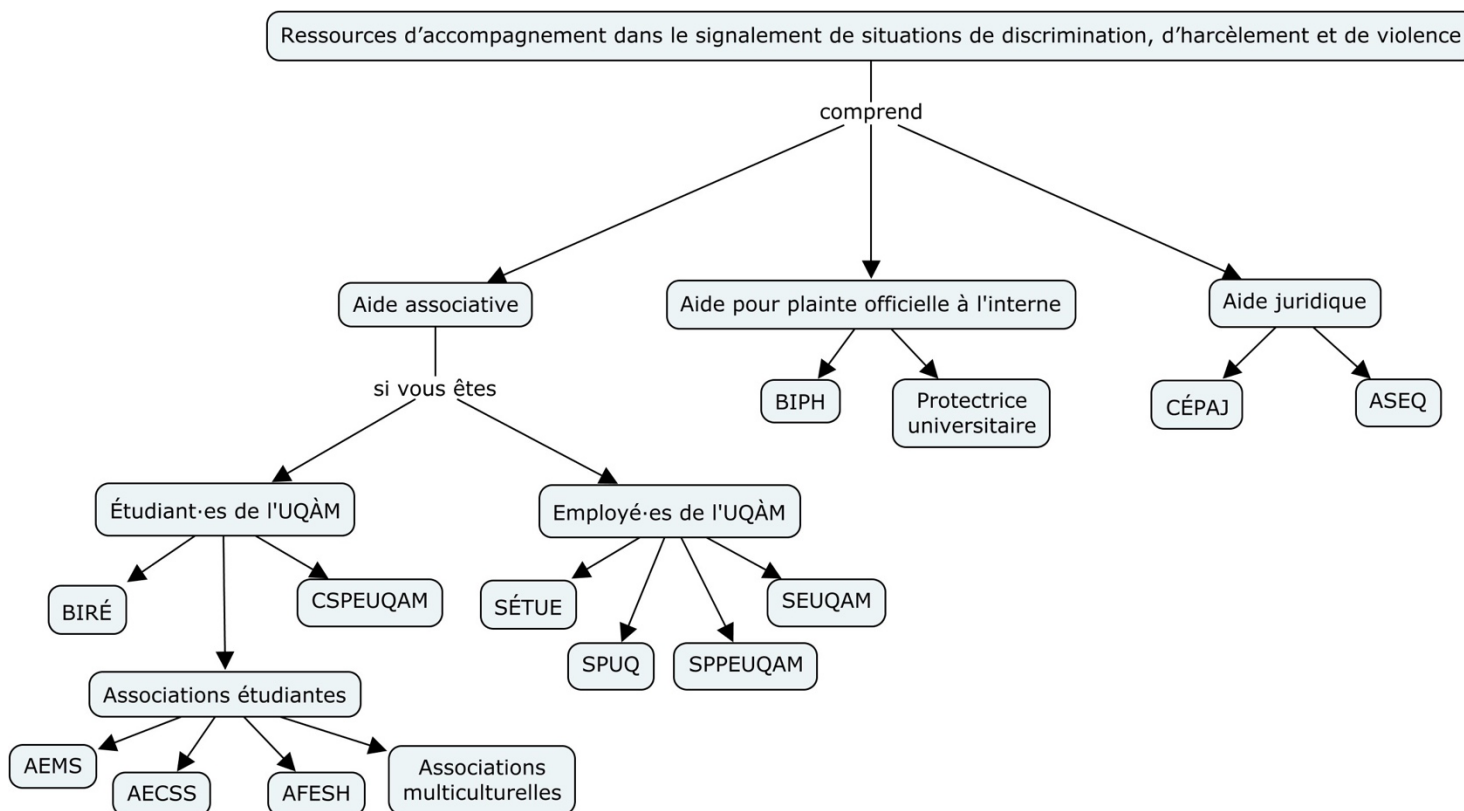 Ressources d’accompagnement dans le signalement de situations de discrimination, d’harcèlement et de violence
comprend
Aide associative
Aide pour plainte officielle à l'interne
Aide juridique
si vous êtes
BIPH
Protectrice
universitaire
CÉPAJ
ASEQ
Étudiant·es de l'UQÀM
Employé·es de l'UQÀM
BIRÉ
CSPEUQAM
SÉTUE
SEUQAM
SPUQ
SPPEUQAM
Associations étudiantes
AEMS
AECSS
AFESH
Associations
multiculturelles